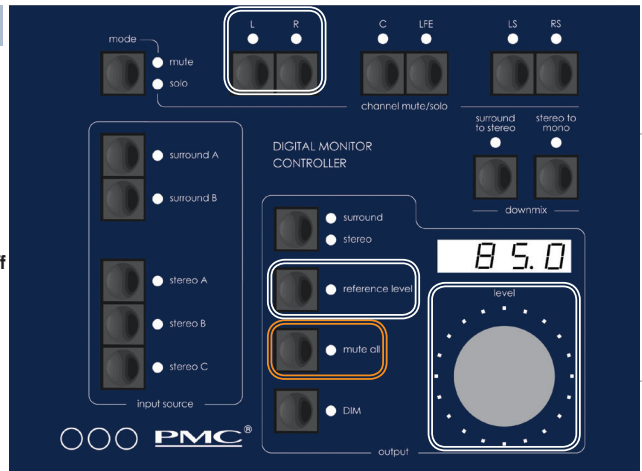 mode
mute
solo
L R
C LFE
LS RS
channel mute/solo
surround to stereo
stereo to mono
downmix
surround A
surround B
stereo A
stereo B
stereo C
input source
DIGITAL MONITOR
CONTROLLER
surround
stereo
reference level
mute all
DIM
output
85.0
level
PMC®
f